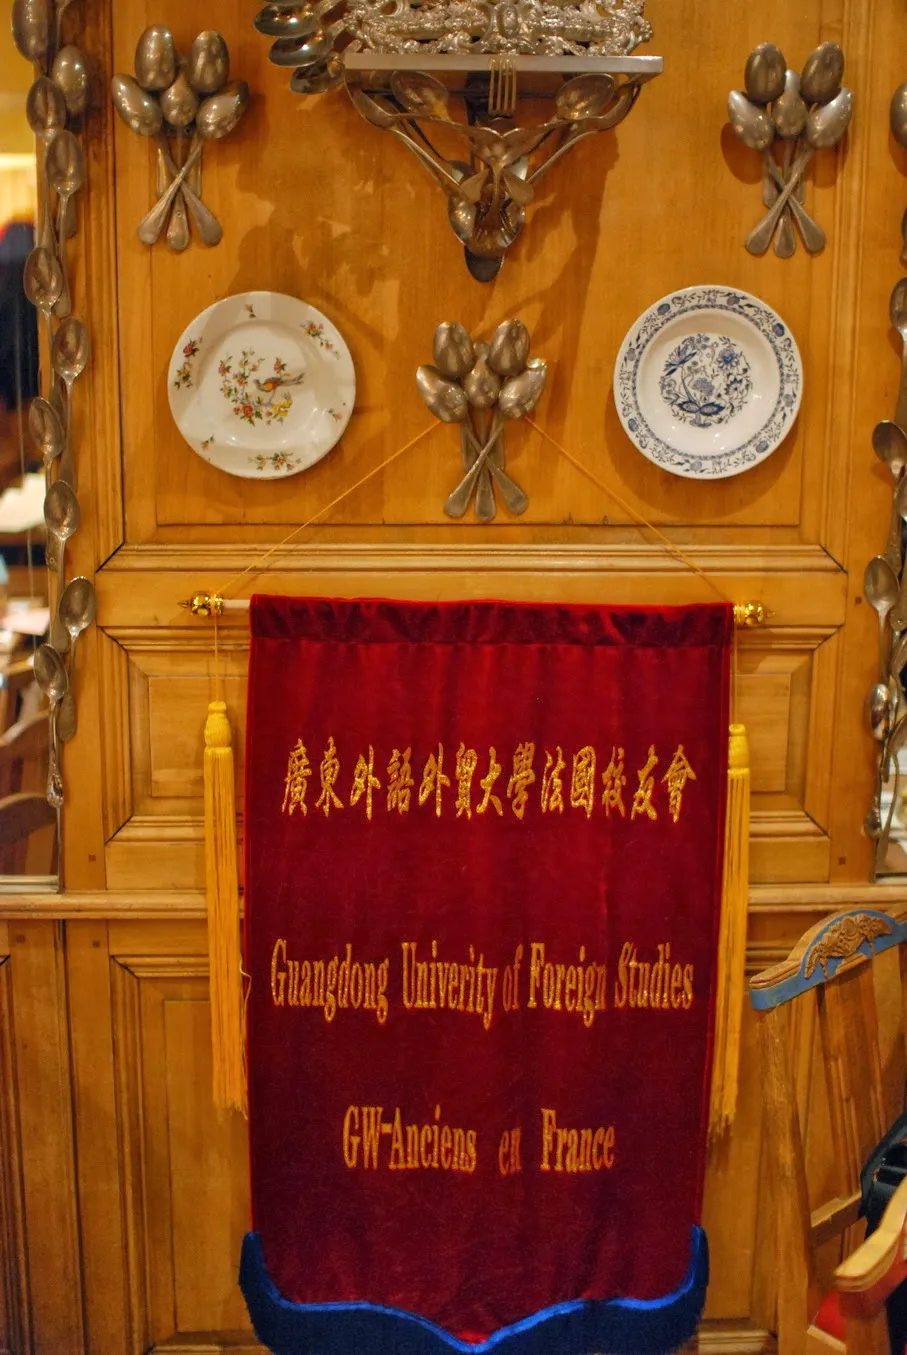 廣東外語外貿大學法國校友會
Guangdong Univerity of Foreign Studies
GW-Anciens en France